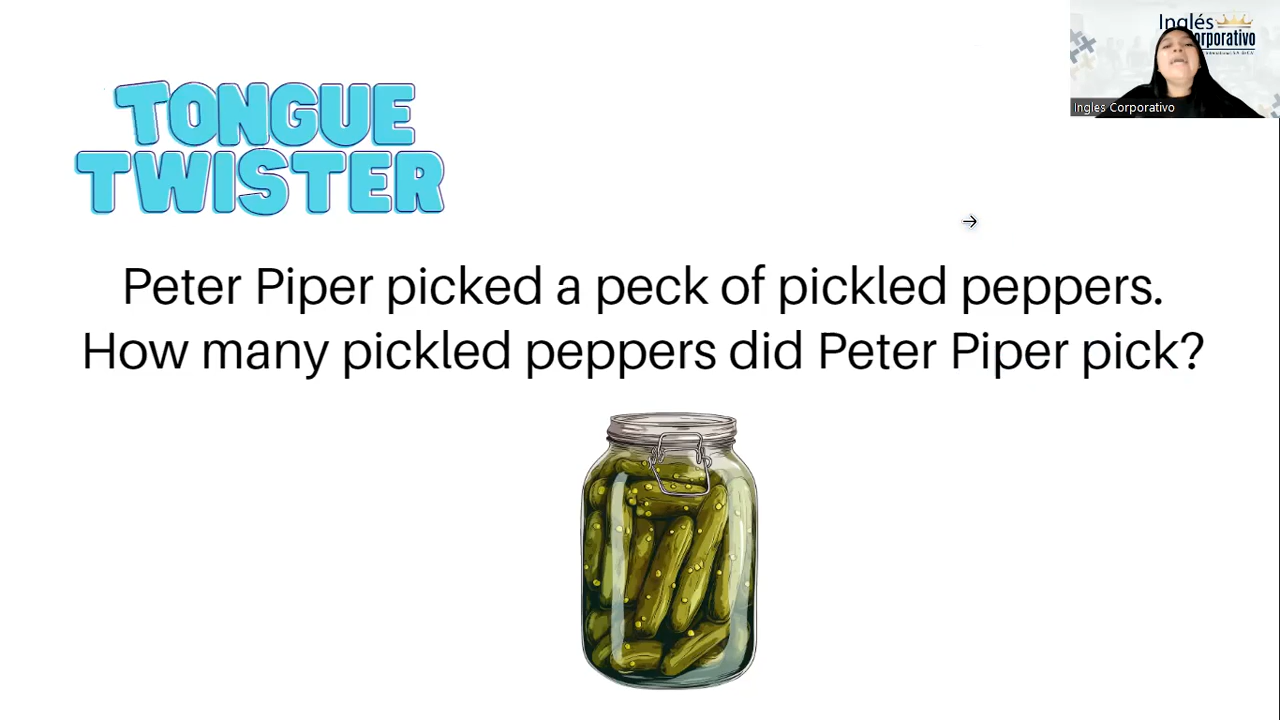 Inglés
Corporativo
Ingles Corporativo
TONGUE
TWISTER
Peter Piper picked a peck of pickled peppers.
How many pickled peppers did Peter Piper pick?